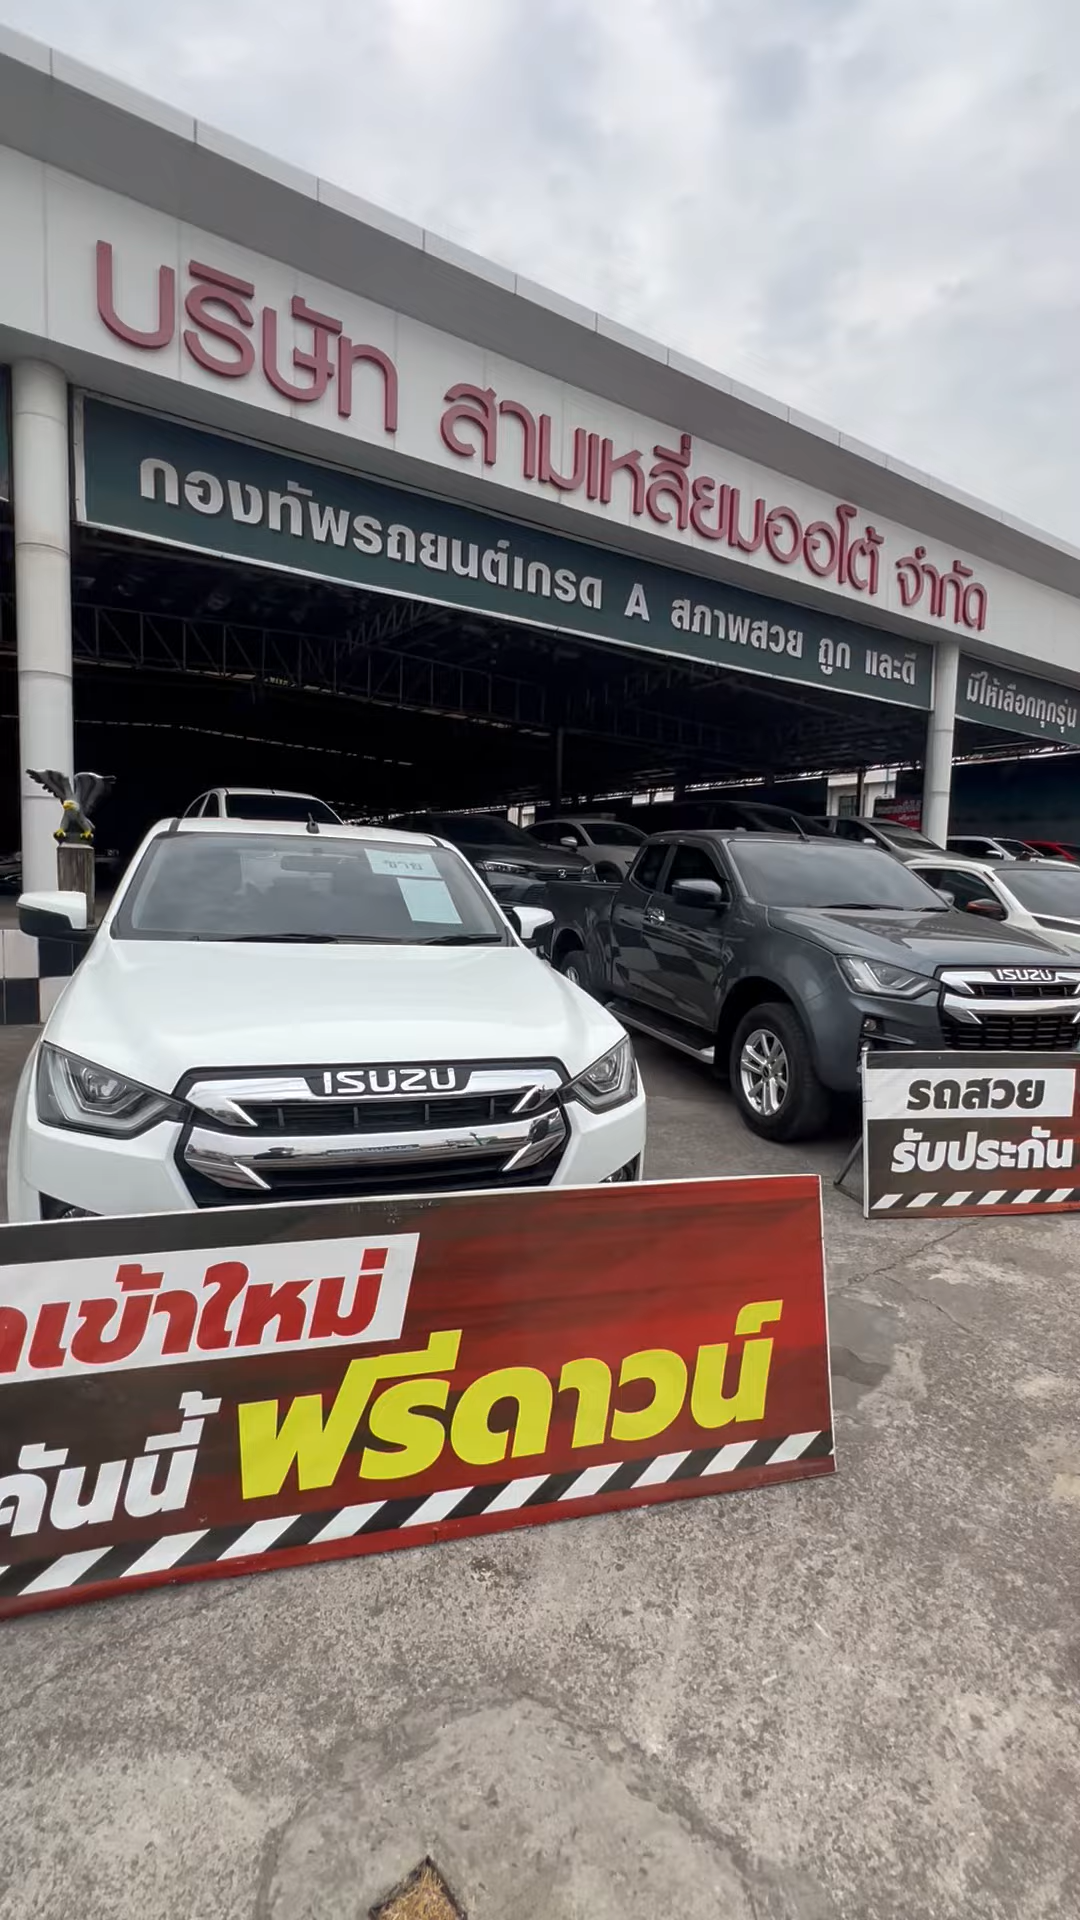 บริษัท สามเหลี่ยมออโต้ จำกัด
กองทัพรถยนต์เกรด A สภาพสวย ถูก และดี
มีให้เลือกทุกรุ่น
ขาย
ISUZU
ISUZU
รถสวย
รับประกัน
เข้าใหม่
คันนี้ ฟรีดาวน์